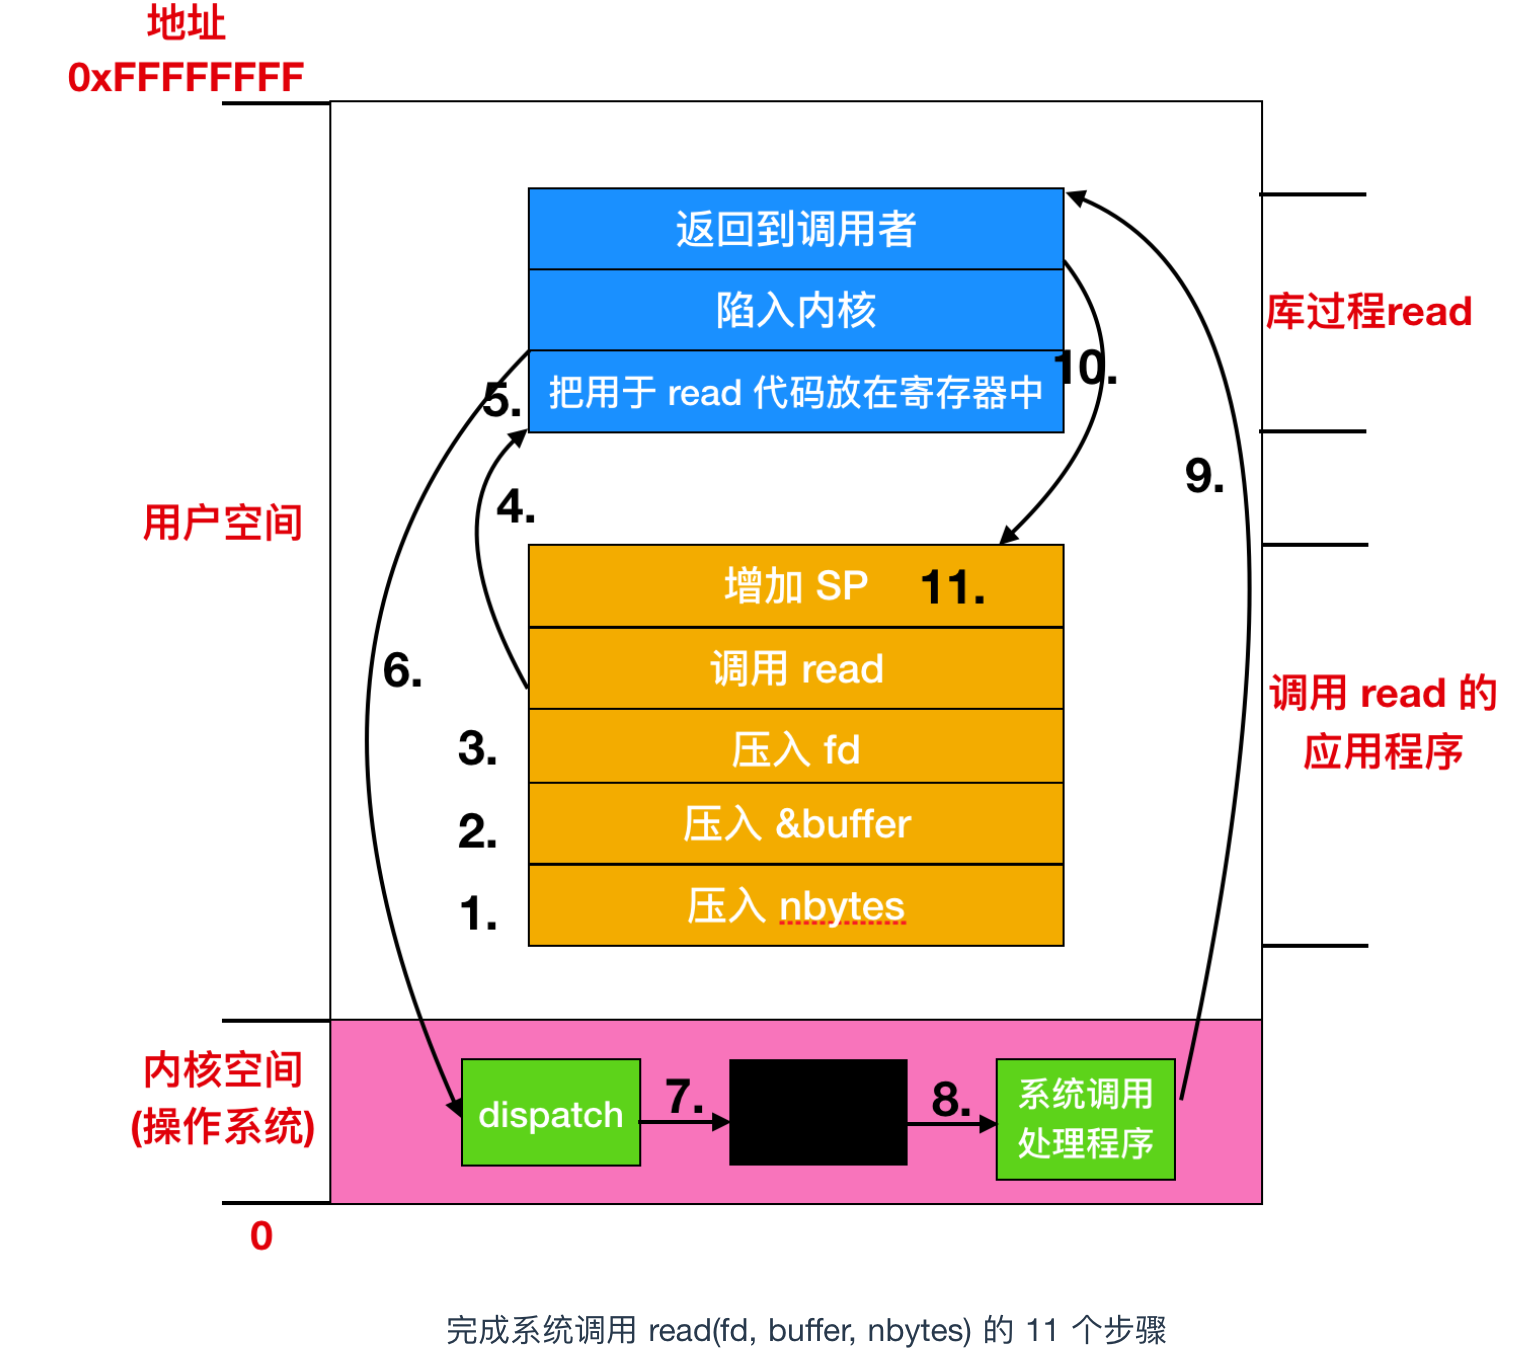 地址
0xFFFFFFFF
返回到调用者
陷入内核
库过程read
10.
5.
把用于 read 代码放在寄存器中
9.
4.
用户空间
增加 SP
11.
6.
调用 read
调用 read 的
应用程序
3.
压入 fd
2.
压入 &buffer
1.
压入 nbytes
内核空间
(操作系统)
dispatch
7.
8.
系统调用
处理程序
0
完成系统调用 read(fd, buffer, nbytes) 的 11 个步骤